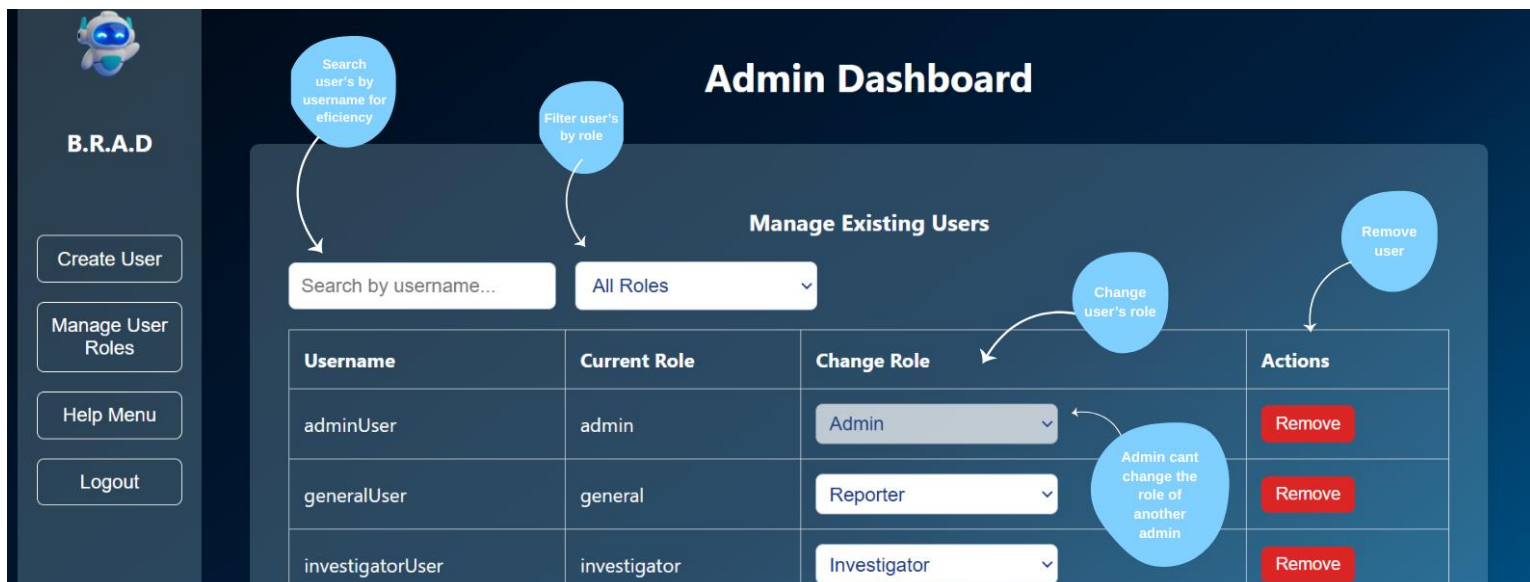 B.R.A.D
Create User
Manage User
Roles
Help Menu
Logout
Admin Dashboard
Search
user's by
username for
eficiency
Filter user's
by role
Manage Existing Users
Remove
user
Search by username...
All Roles
Change
user's role
Username Current Role Change Role Actions
adminUser admin Admin Remove
Admin cant
change the
role of
another
admin
generalUser general Reporter Remove
investigatorUser investigator Investigator Remove